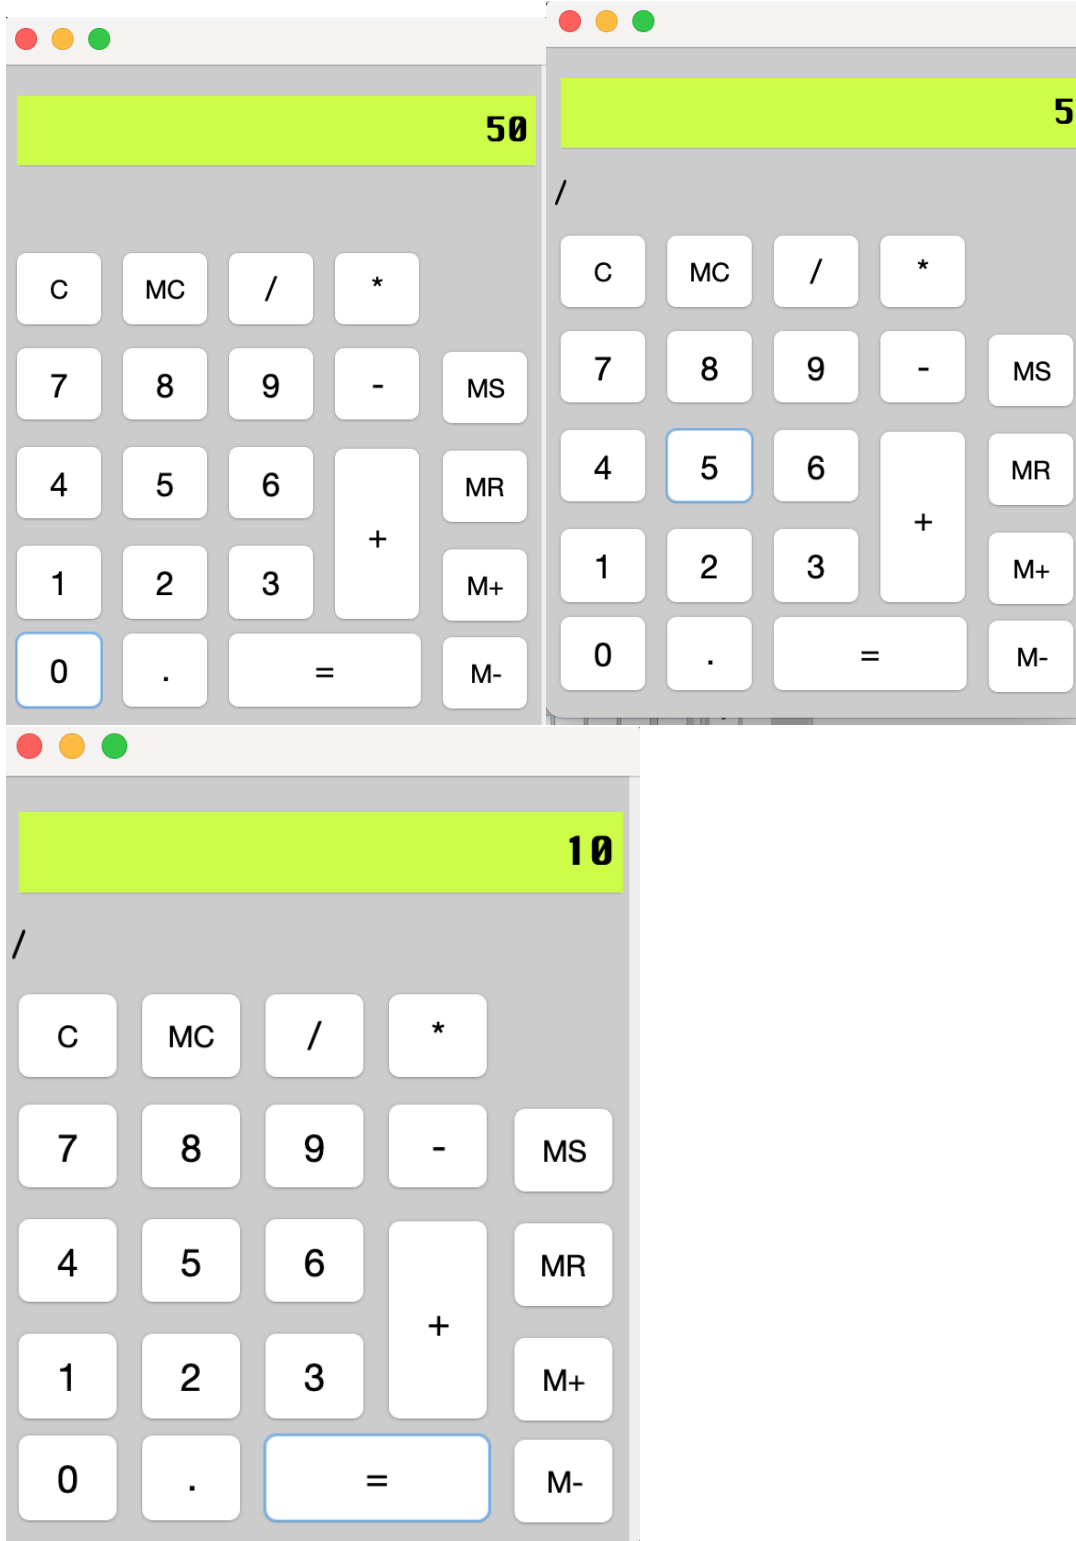 50
C MC / *
7 8 9 - MS
4 5 6 MR
+
1 2 3 M+
0 . = M-
5
/
C MC / *
7 8 9 - MS
4 5 6 MR
+
1 2 3 M+
0 . = M-
10
/
C MC / *
7 8 9 - MS
4 5 6 MR
+
1 2 3 M+
0 . = M-